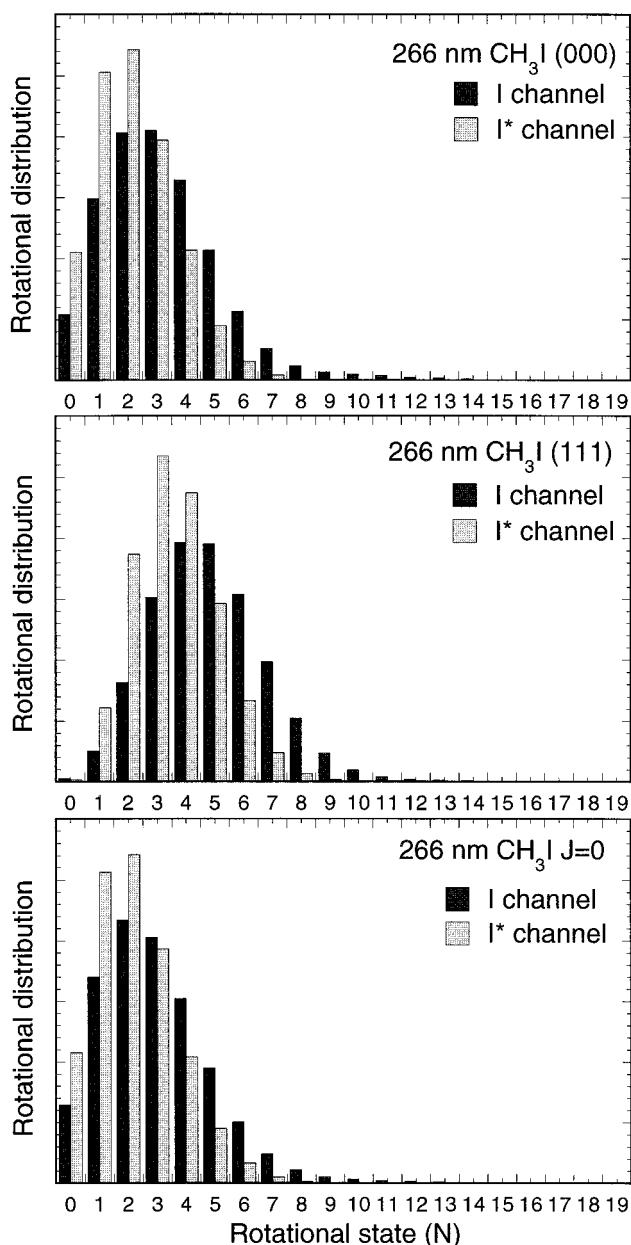 266 nm CH3I (000)
I channel
I* channel
Rotational distribution
0 1 2 3 4 5 6 7 8 9 10 11 12 13 14 15 16 17 18 19
266 nm CH3I (111)
I channel
I* channel
Rotational distribution
0 1 2 3 4 5 6 7 8 9 10 11 12 13 14 15 16 17 18 19
266 nm CH3I J=0
I channel
I* channel
Rotational distribution
0 1 2 3 4 5 6 7 8 9 10 11 12 13 14 15 16 17 18 19
Rotational state (N)